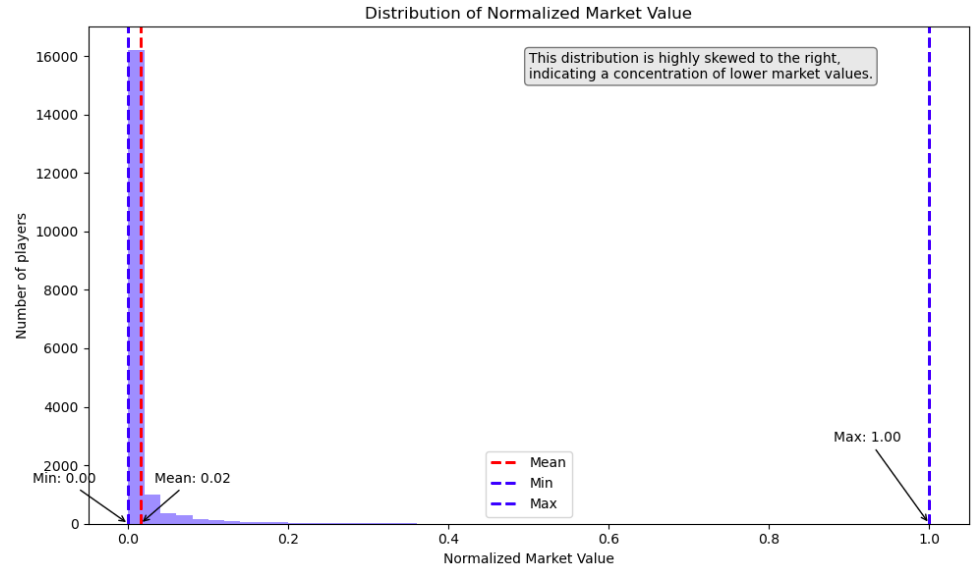 Distribution of Normalized Market Value
This distribution is highly skewed to the right,
indicating a concentration of lower market values.
Number of players
16000
14000
12000
10000
8000
6000
4000
2000
0
Min: 0.00
Mean: 0.02
Max: 1.00
Mean
Min
Max
0.0
0.2
0.4
0.6
0.8
1.0
Normalized Market Value